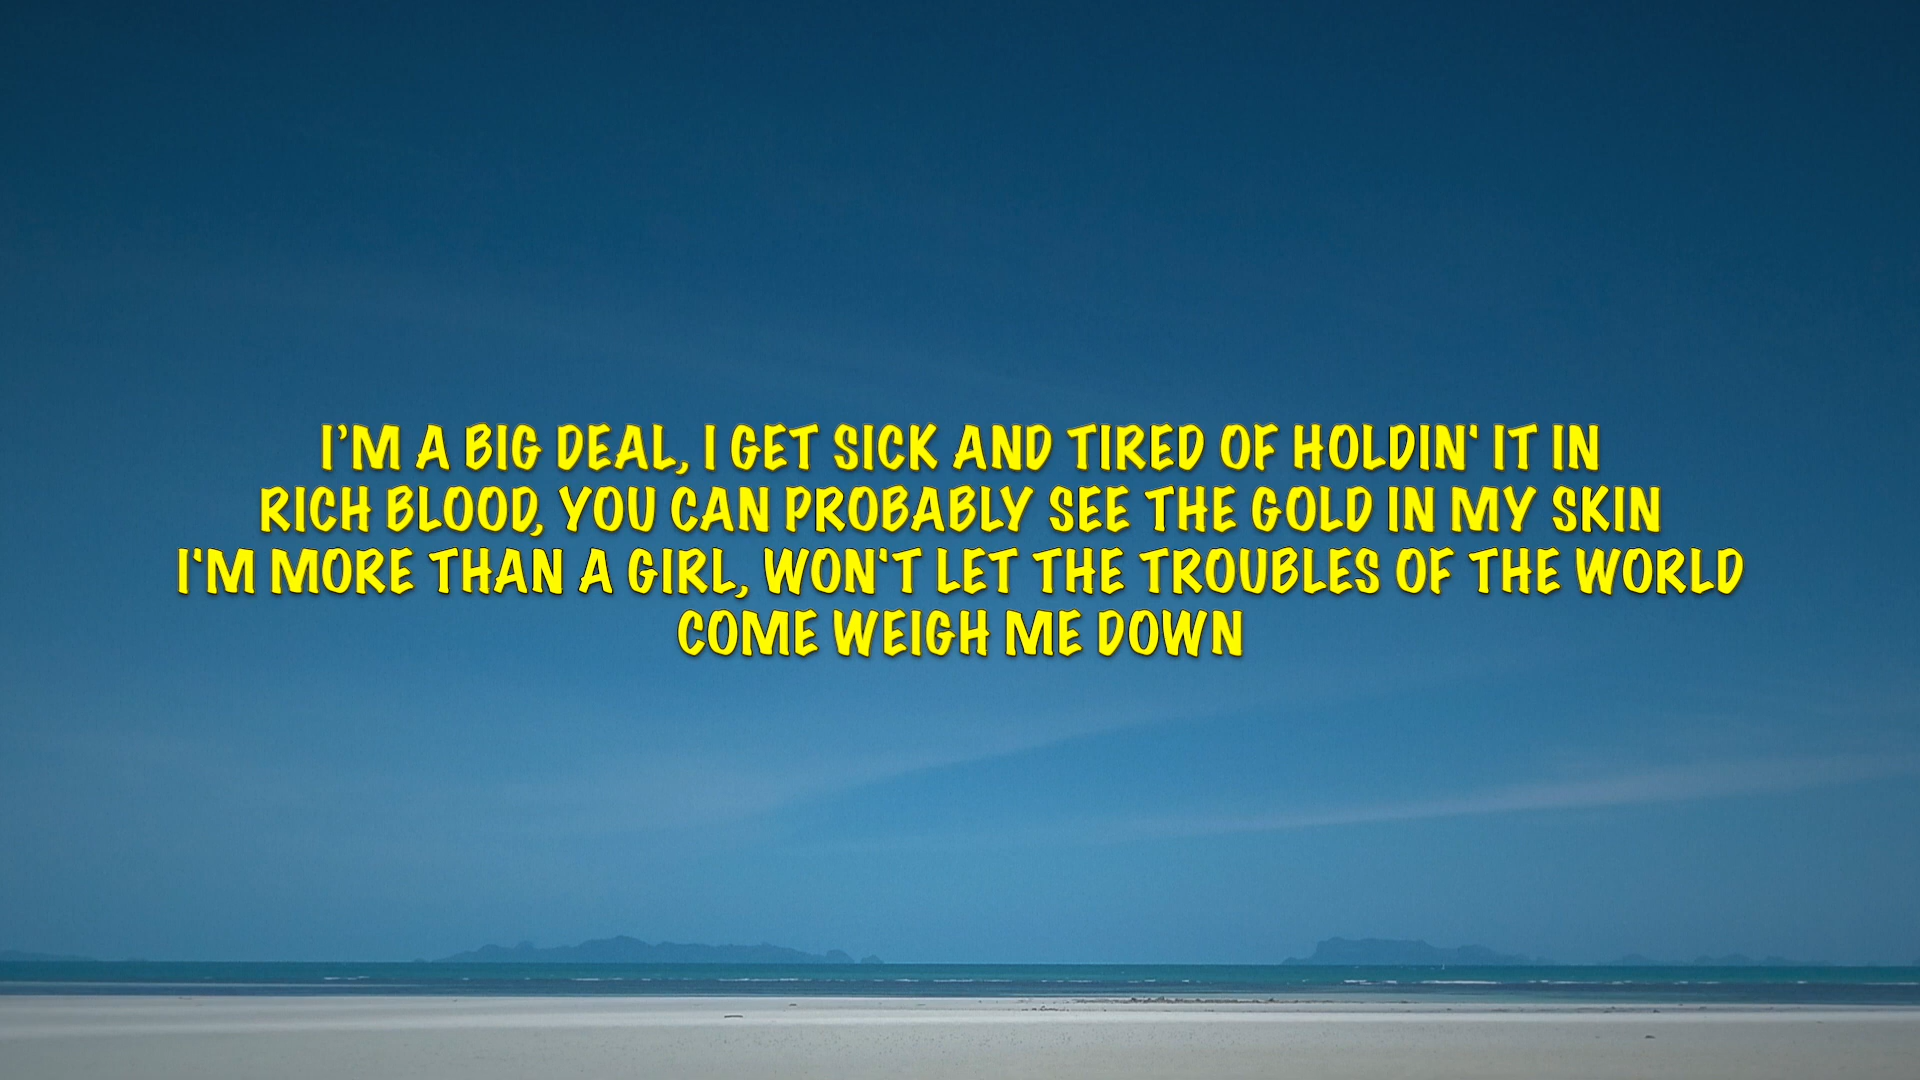 I’M A BIG DEAL, I GET SICK AND TIRED OF HOLDIN' IT IN
RICH BLOOD, YOU CAN PROBABLY SEE THE GOLD IN MY SKIN
I'M MORE THAN A GIRL, WON'T LET THE TROUBLES OF THE WORLD
COME WEIGH ME DOWN